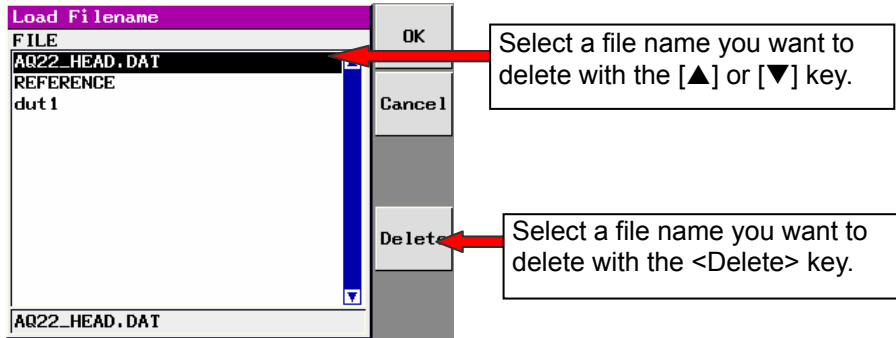 Load Filename
FILE
AQ22_HEAD.DAT
REFERENCE
dut1
AQ22_HEAD.DAT
OK
Cancel
Delete
Select a file name you want to
delete with the [▲] or [▼] key.
Select a file name you want to
delete with the <Delete> key.